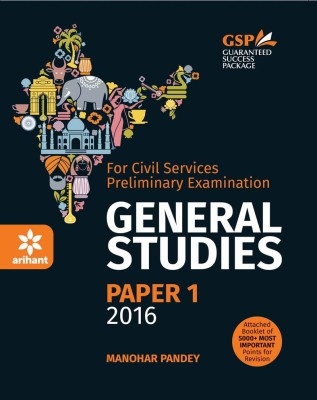 GSP
GUARANTEED
SUCCESS
PACKAGE
For Civil Services
Preliminary Examination
GENERAL
STUDIES
arihant
PAPER 1
2016
MANOHAR PANDEY
Attached
Booklet of
5000+ MOST
IMPORTANT
Points for
Revision